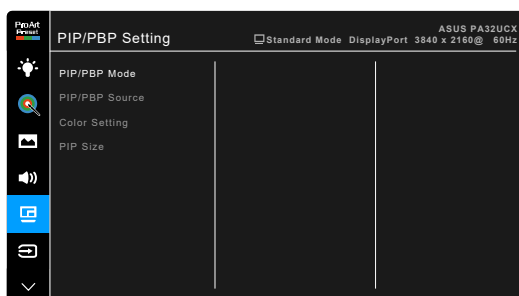 ProArt
Preset
PIP/PBP Setting
ASUS PA32UCX
Standard Mode DisplayPort 3840 x 2160@ 60Hz
PIP/PBP Mode
PIP/PBP Source
Color Setting
PIP Size